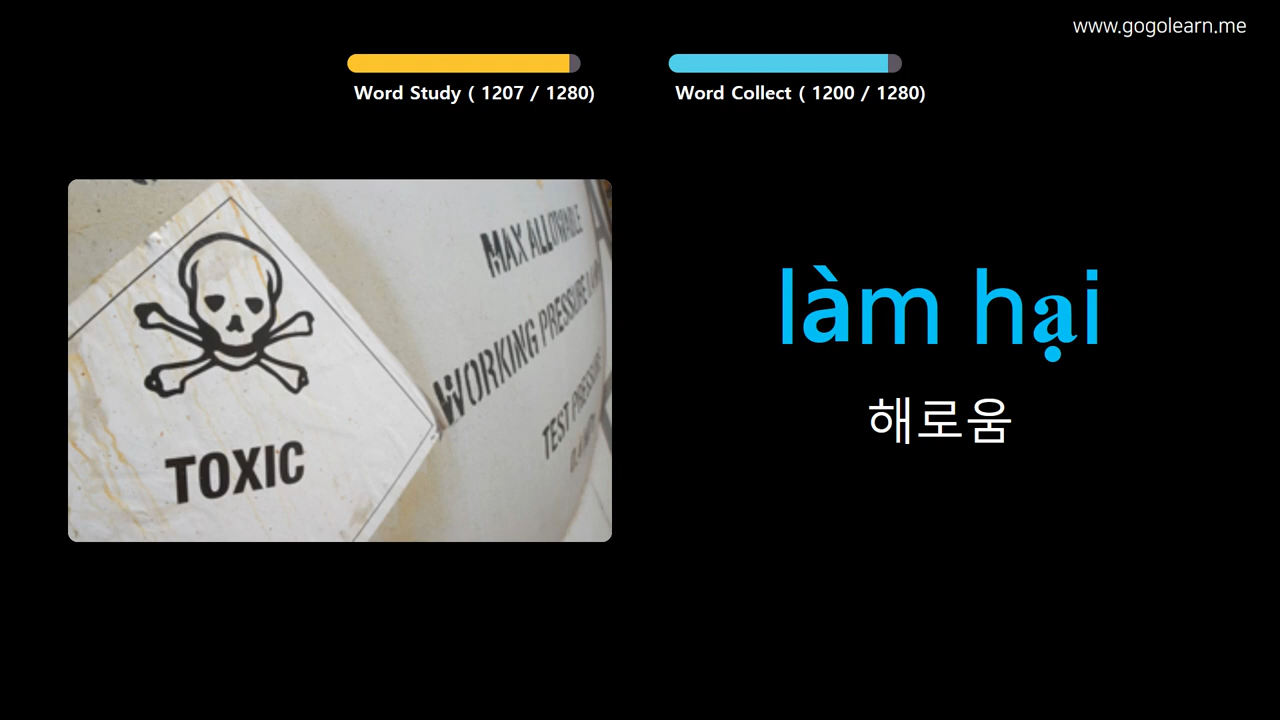 www.gogolearn.me
Word Study ( 1207 / 1280)
Word Collect ( 1200 / 1280)
MAX ALLOWABLE
WORKING PRESSURE
TEST PRESSURE
TOXIC
làm hại
해로움